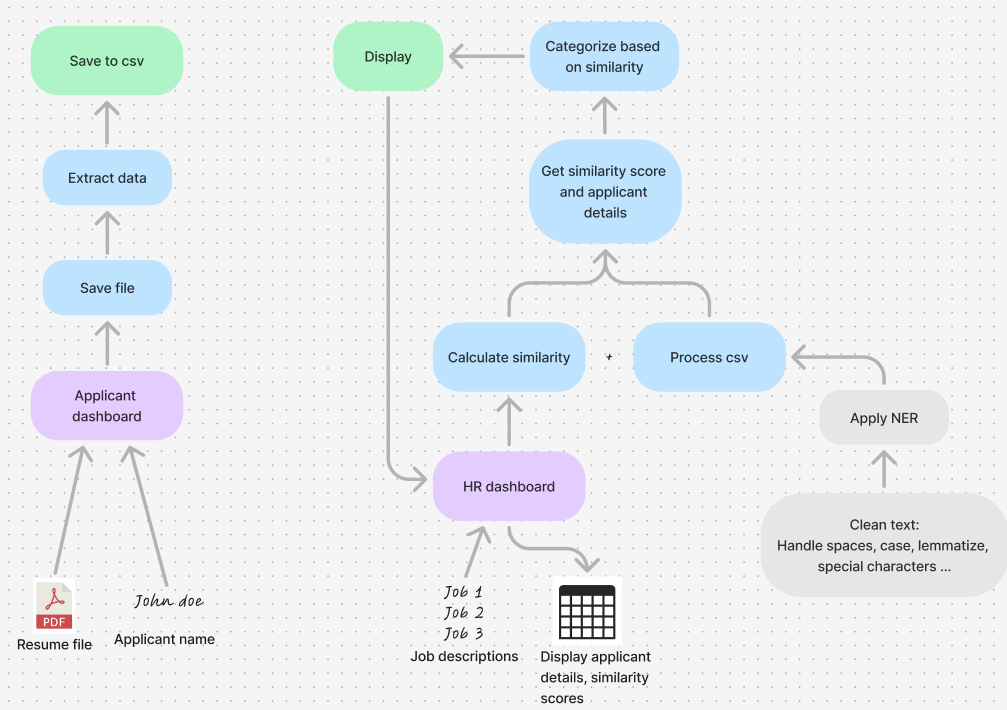 Save to csv
Display
Categorize based
on similarity
Extract data
Get similarity score
and applicant
details
Save file
Calculate similarity
+
Process csv
Applicant
dashboard
Apply NER
HR dashboard
Clean text:
Handle spaces, case, lemmatize,
special characters ...
PDF
Resume file
John doe
Applicant name
Job 1
Job 2
Job 3
Job descriptions
Display applicant
details, similarity
scores